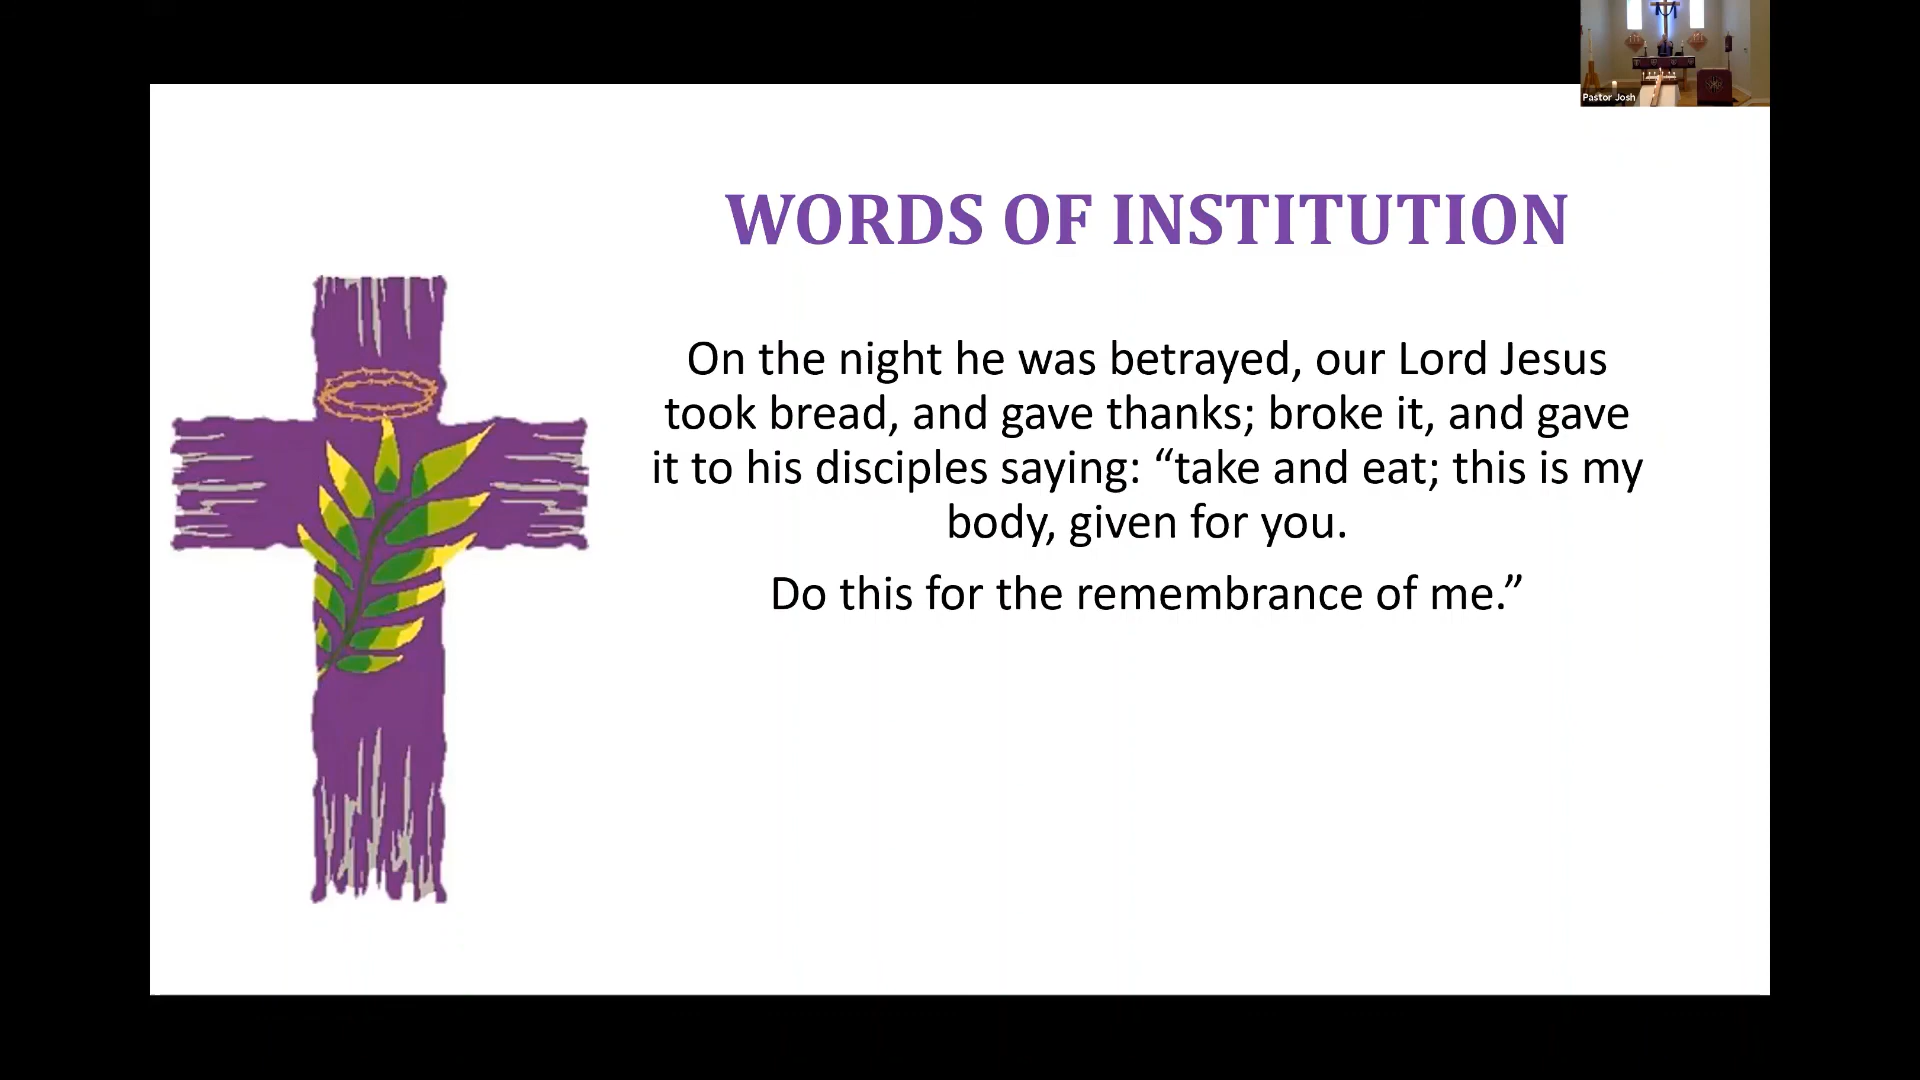 Pastor Josh
WORDS OF INSTITUTION
On the night he was betrayed, our Lord Jesus
took bread, and gave thanks; broke it, and gave
it to his disciples saying: “take and eat; this is my
body, given for you.
Do this for the remembrance of me.”